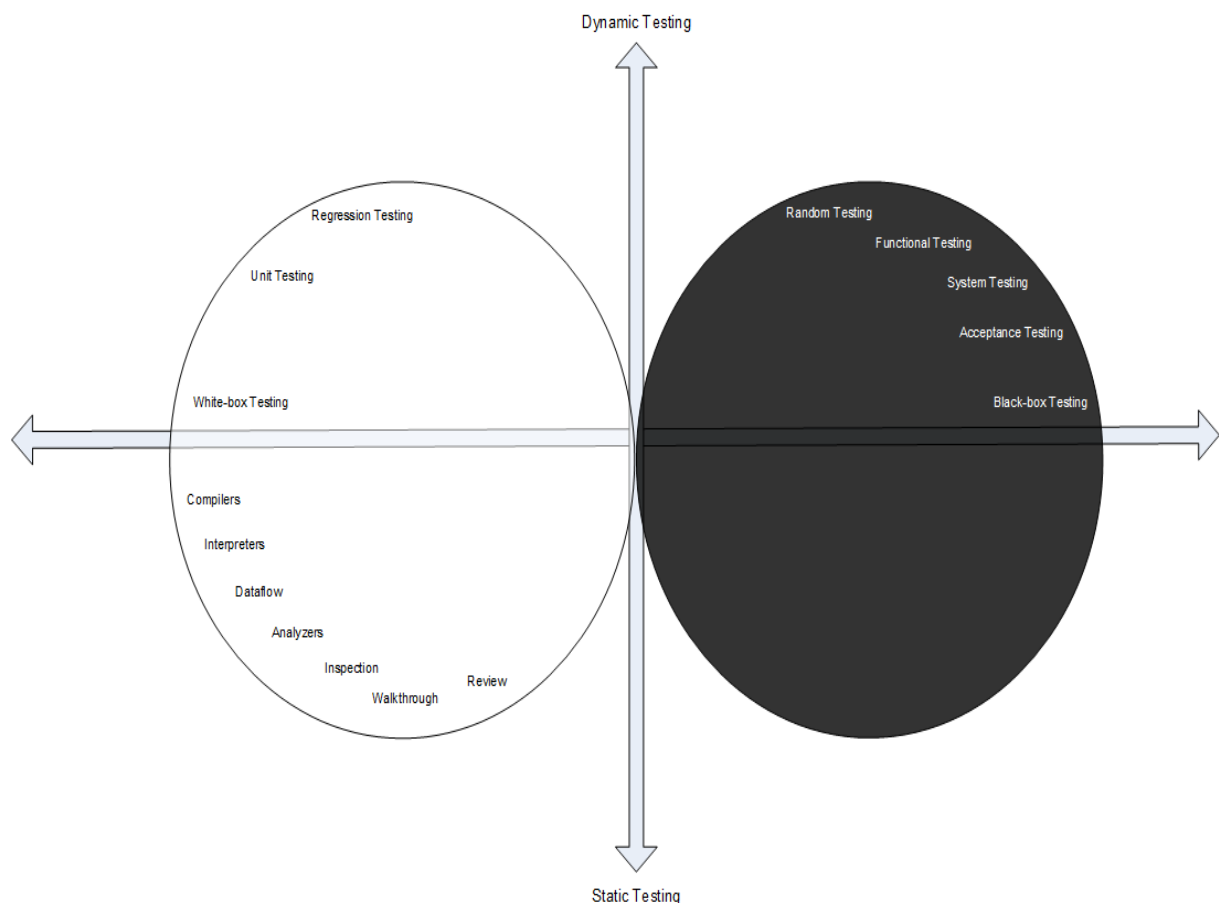 Dynamic Testing
Regression Testing
Unit Testing
White-box Testing
Compilers
Interpreters
Dataflow
Analyzers
Inspection
Walkthrough
Review
Random Testing
Functional Testing
System Testing
Acceptance Testing
Black-box Testing
Static Testing